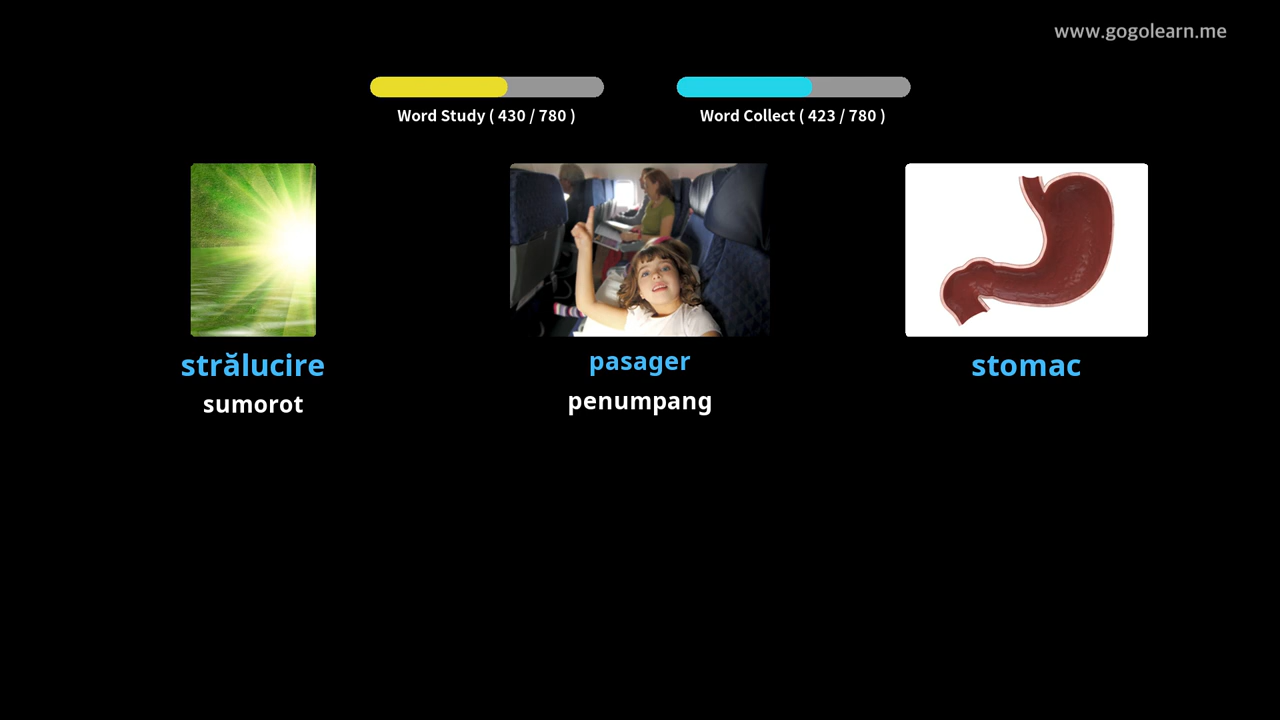 www.gogolearn.me
Word Study ( 430 / 780 )
Word Collect ( 423 / 780 )
strălucire
sumorot
pasager
penumpang
stomac